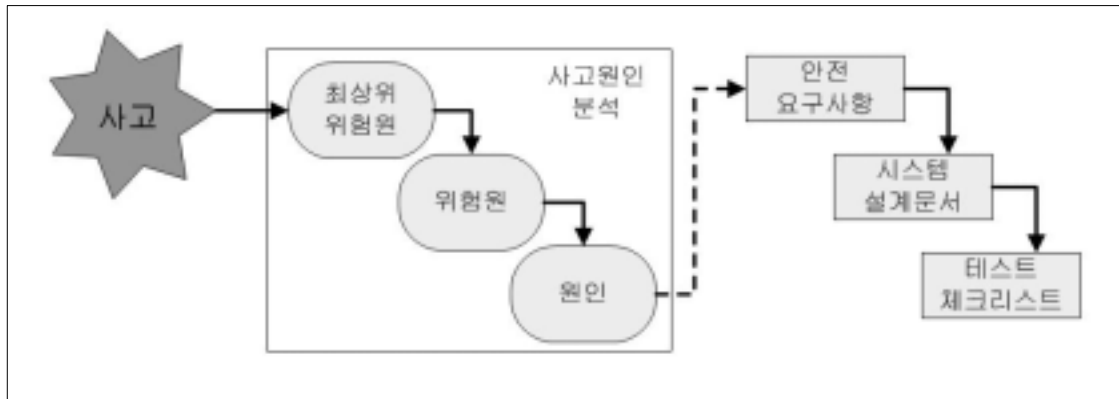 사고
최상위
위험원
위험원
원인
사고원인
분석
안전
요구사항
시스템
설계문서
테스트
체크리스트